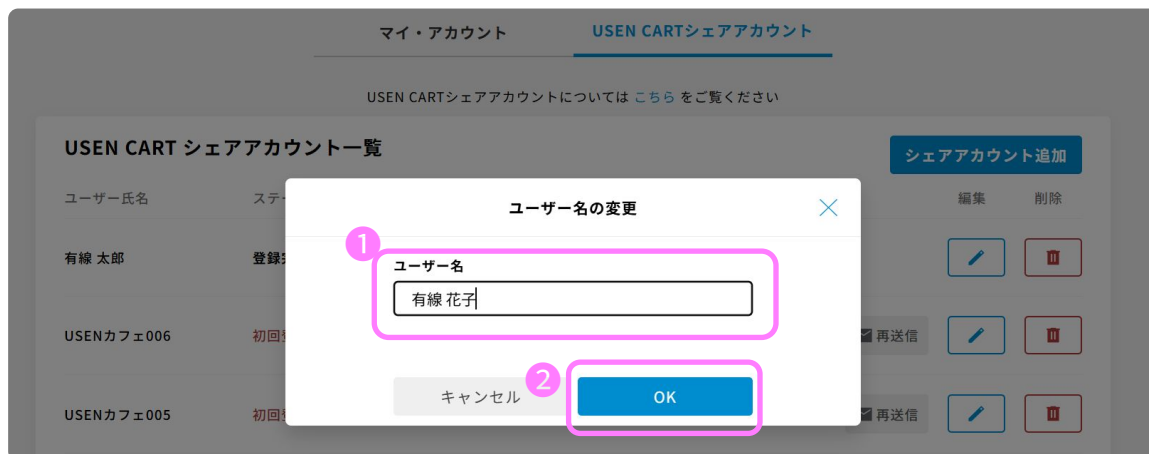 マイ・アカウント
USEN CARTシェアアカウント
USEN CARTシェアアカウントについては こちら をご覧ください
USEN CART シェアアカウント一覧
シェアアカウント追加
ユーザー氏名
ステー
編集
削除
ユーザー名の変更
有線 太郎
登録
1
ユーザー名
有線 花子
USENカフェ006
初回
再送信
キャンセル
2
OK
USENカフェ005
初回
再送信